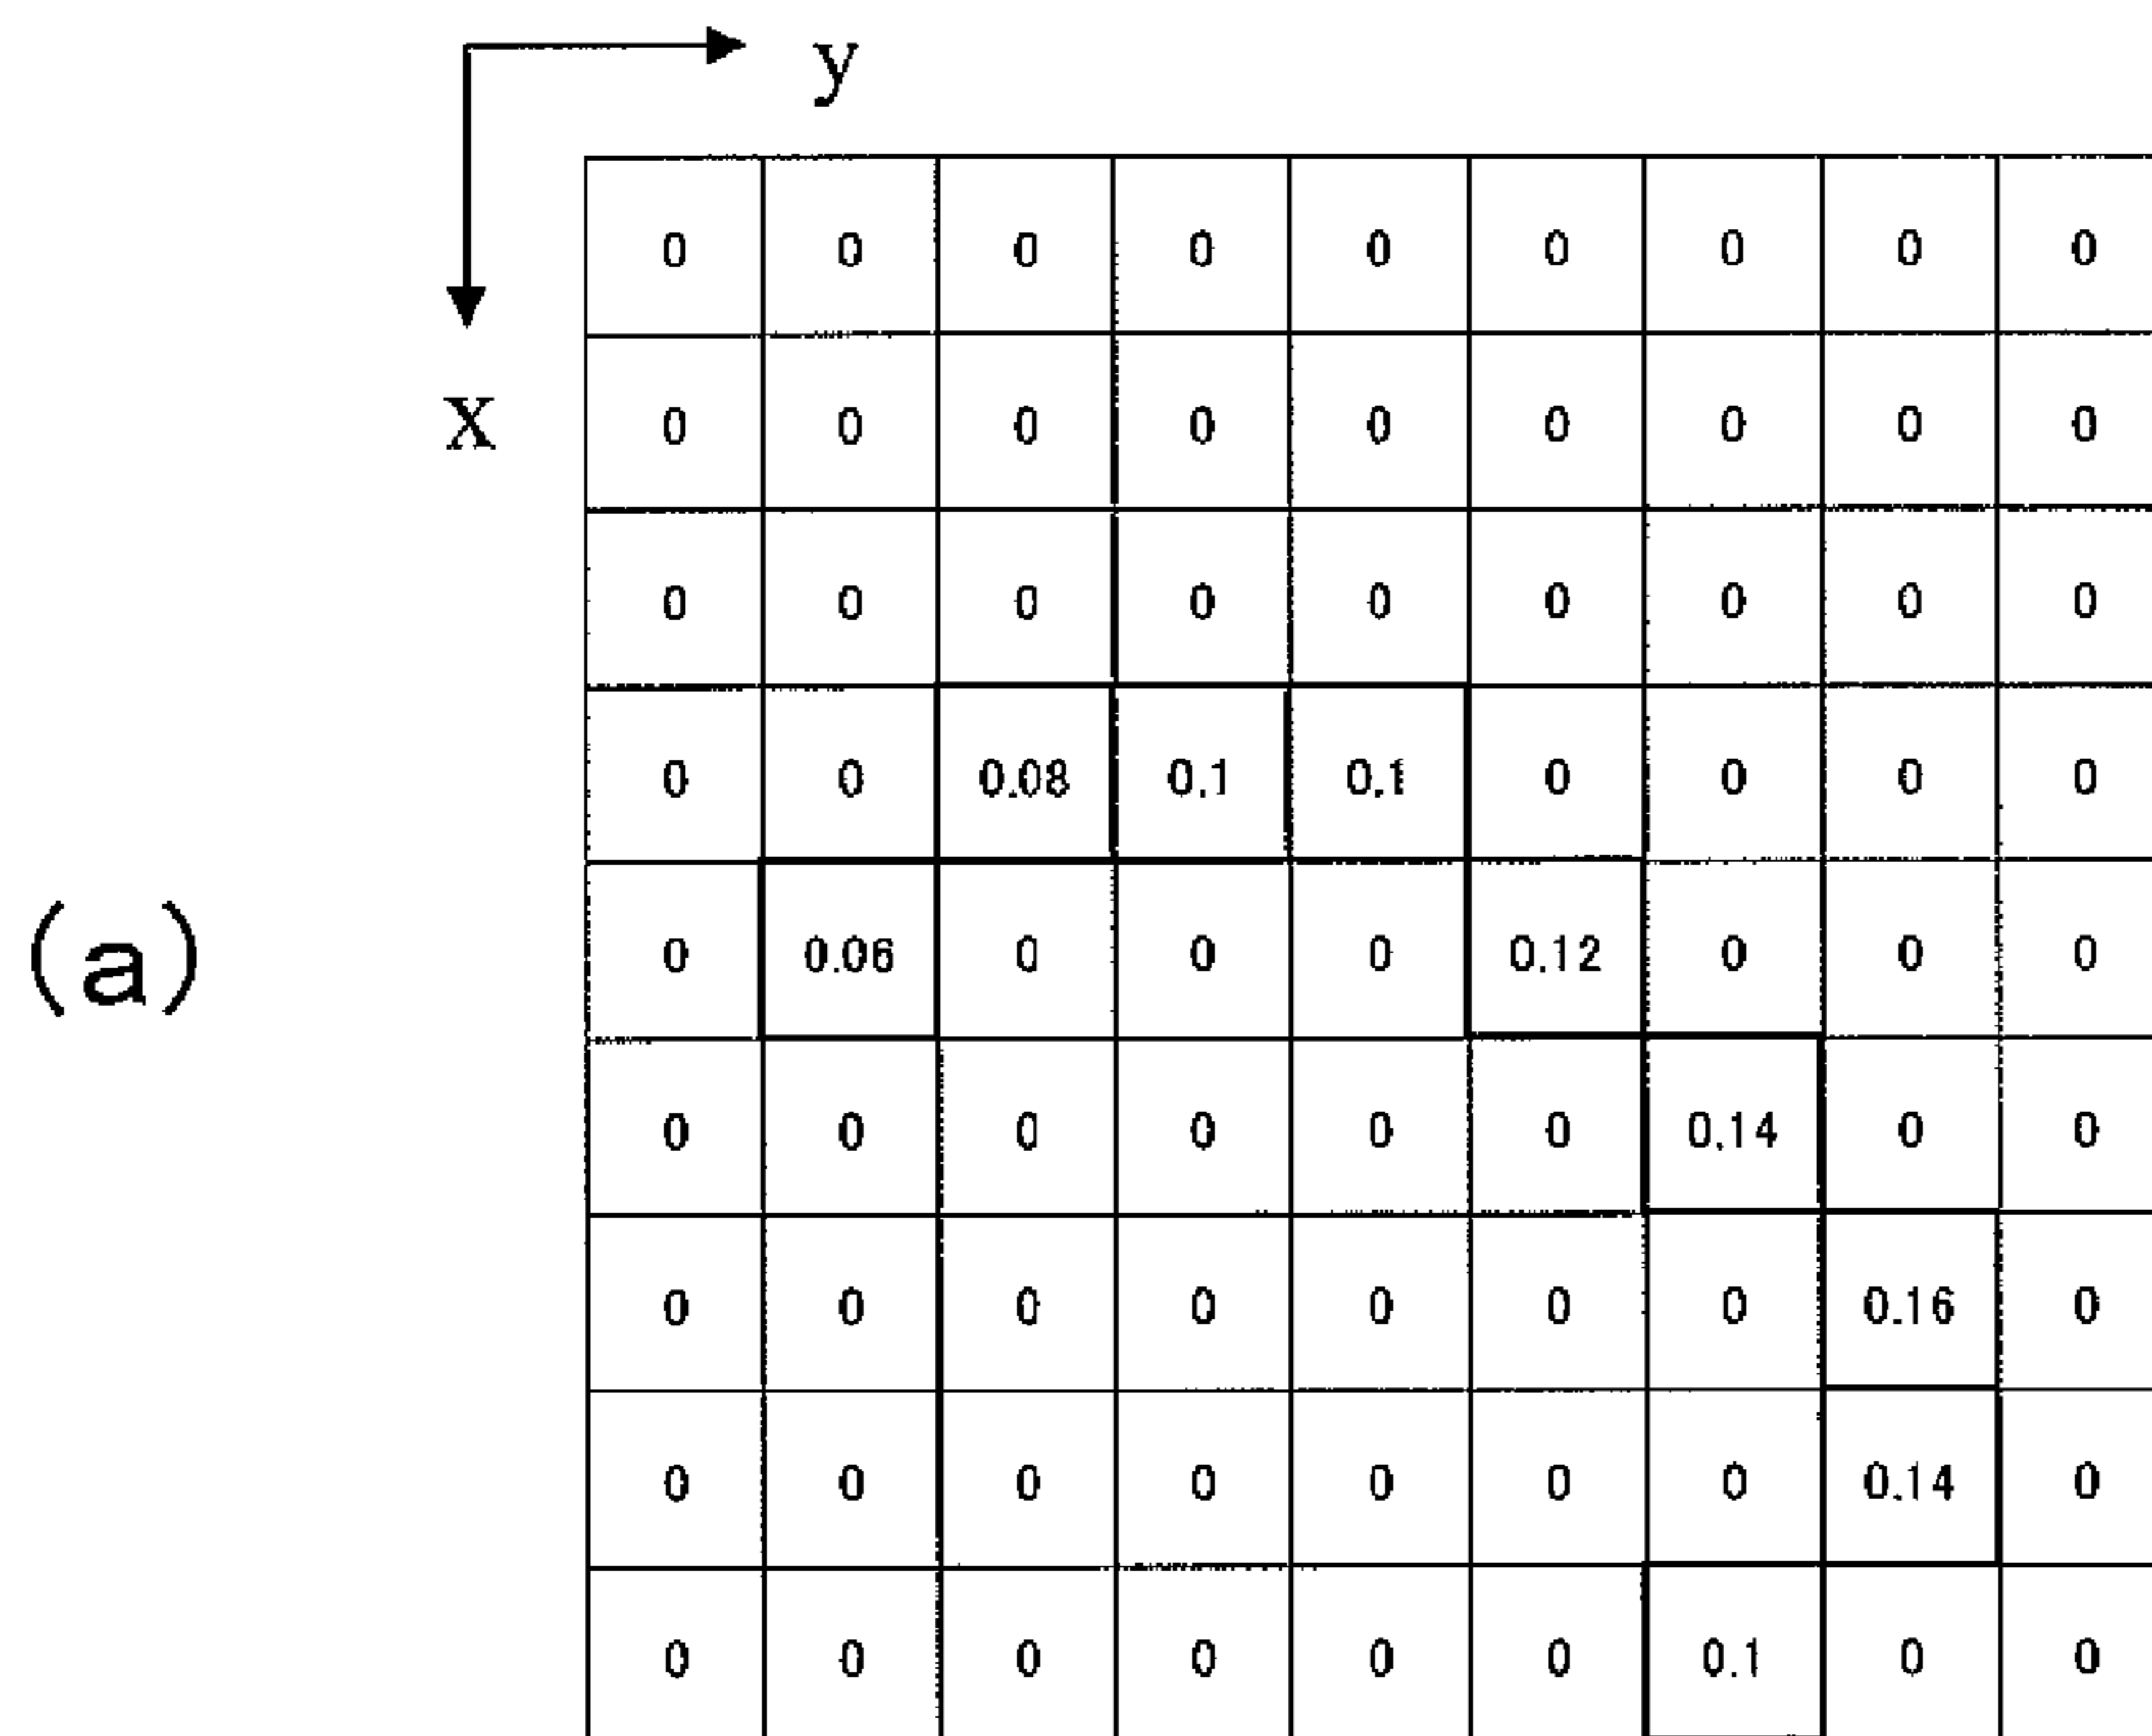 y
x
0 0 0 0 0 0 0 0 0
0 0 0 0 0 0 0 0 0
0 0 0 0 0 0 0 0 0
0 0 0.08 0.1 0.1 0 0 0 0
(a)
0 0.06 0 0 0 0.12 0 0 0
0 0 0 0 0 0 0.14 0 0
0 0 0 0 0 0 0 0.16 0
0 0 0 0 0 0 0 0.14 0
0 0 0 0 0 0 0.1 0 0